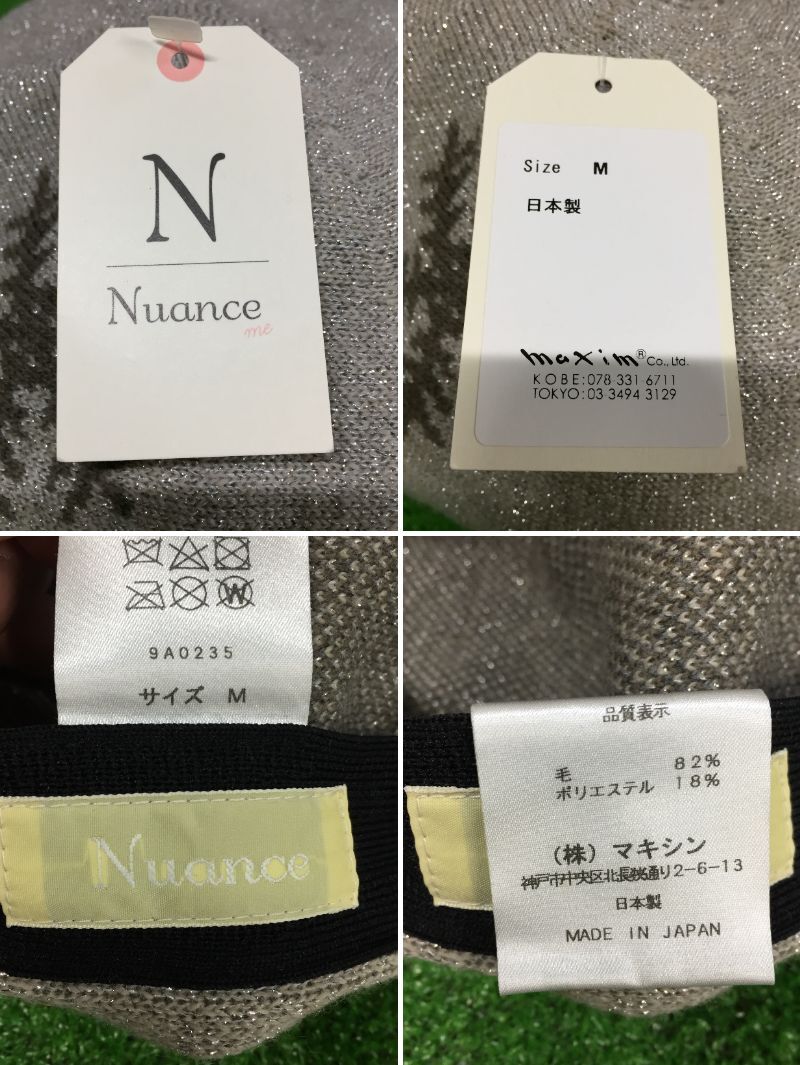 N
Nuance
me
Size M
日本製
maxim® Co., Ltd.
KOBE:078-331-6711
TOKYO:03-3494-3129
W
9A0235
サイズ M
Nuance
品質表示
毛 82%
ポリエステル 18%
(株) マキシン
神戸市中央区北長狭通り2-6-13
日本製
MADE IN JAPAN